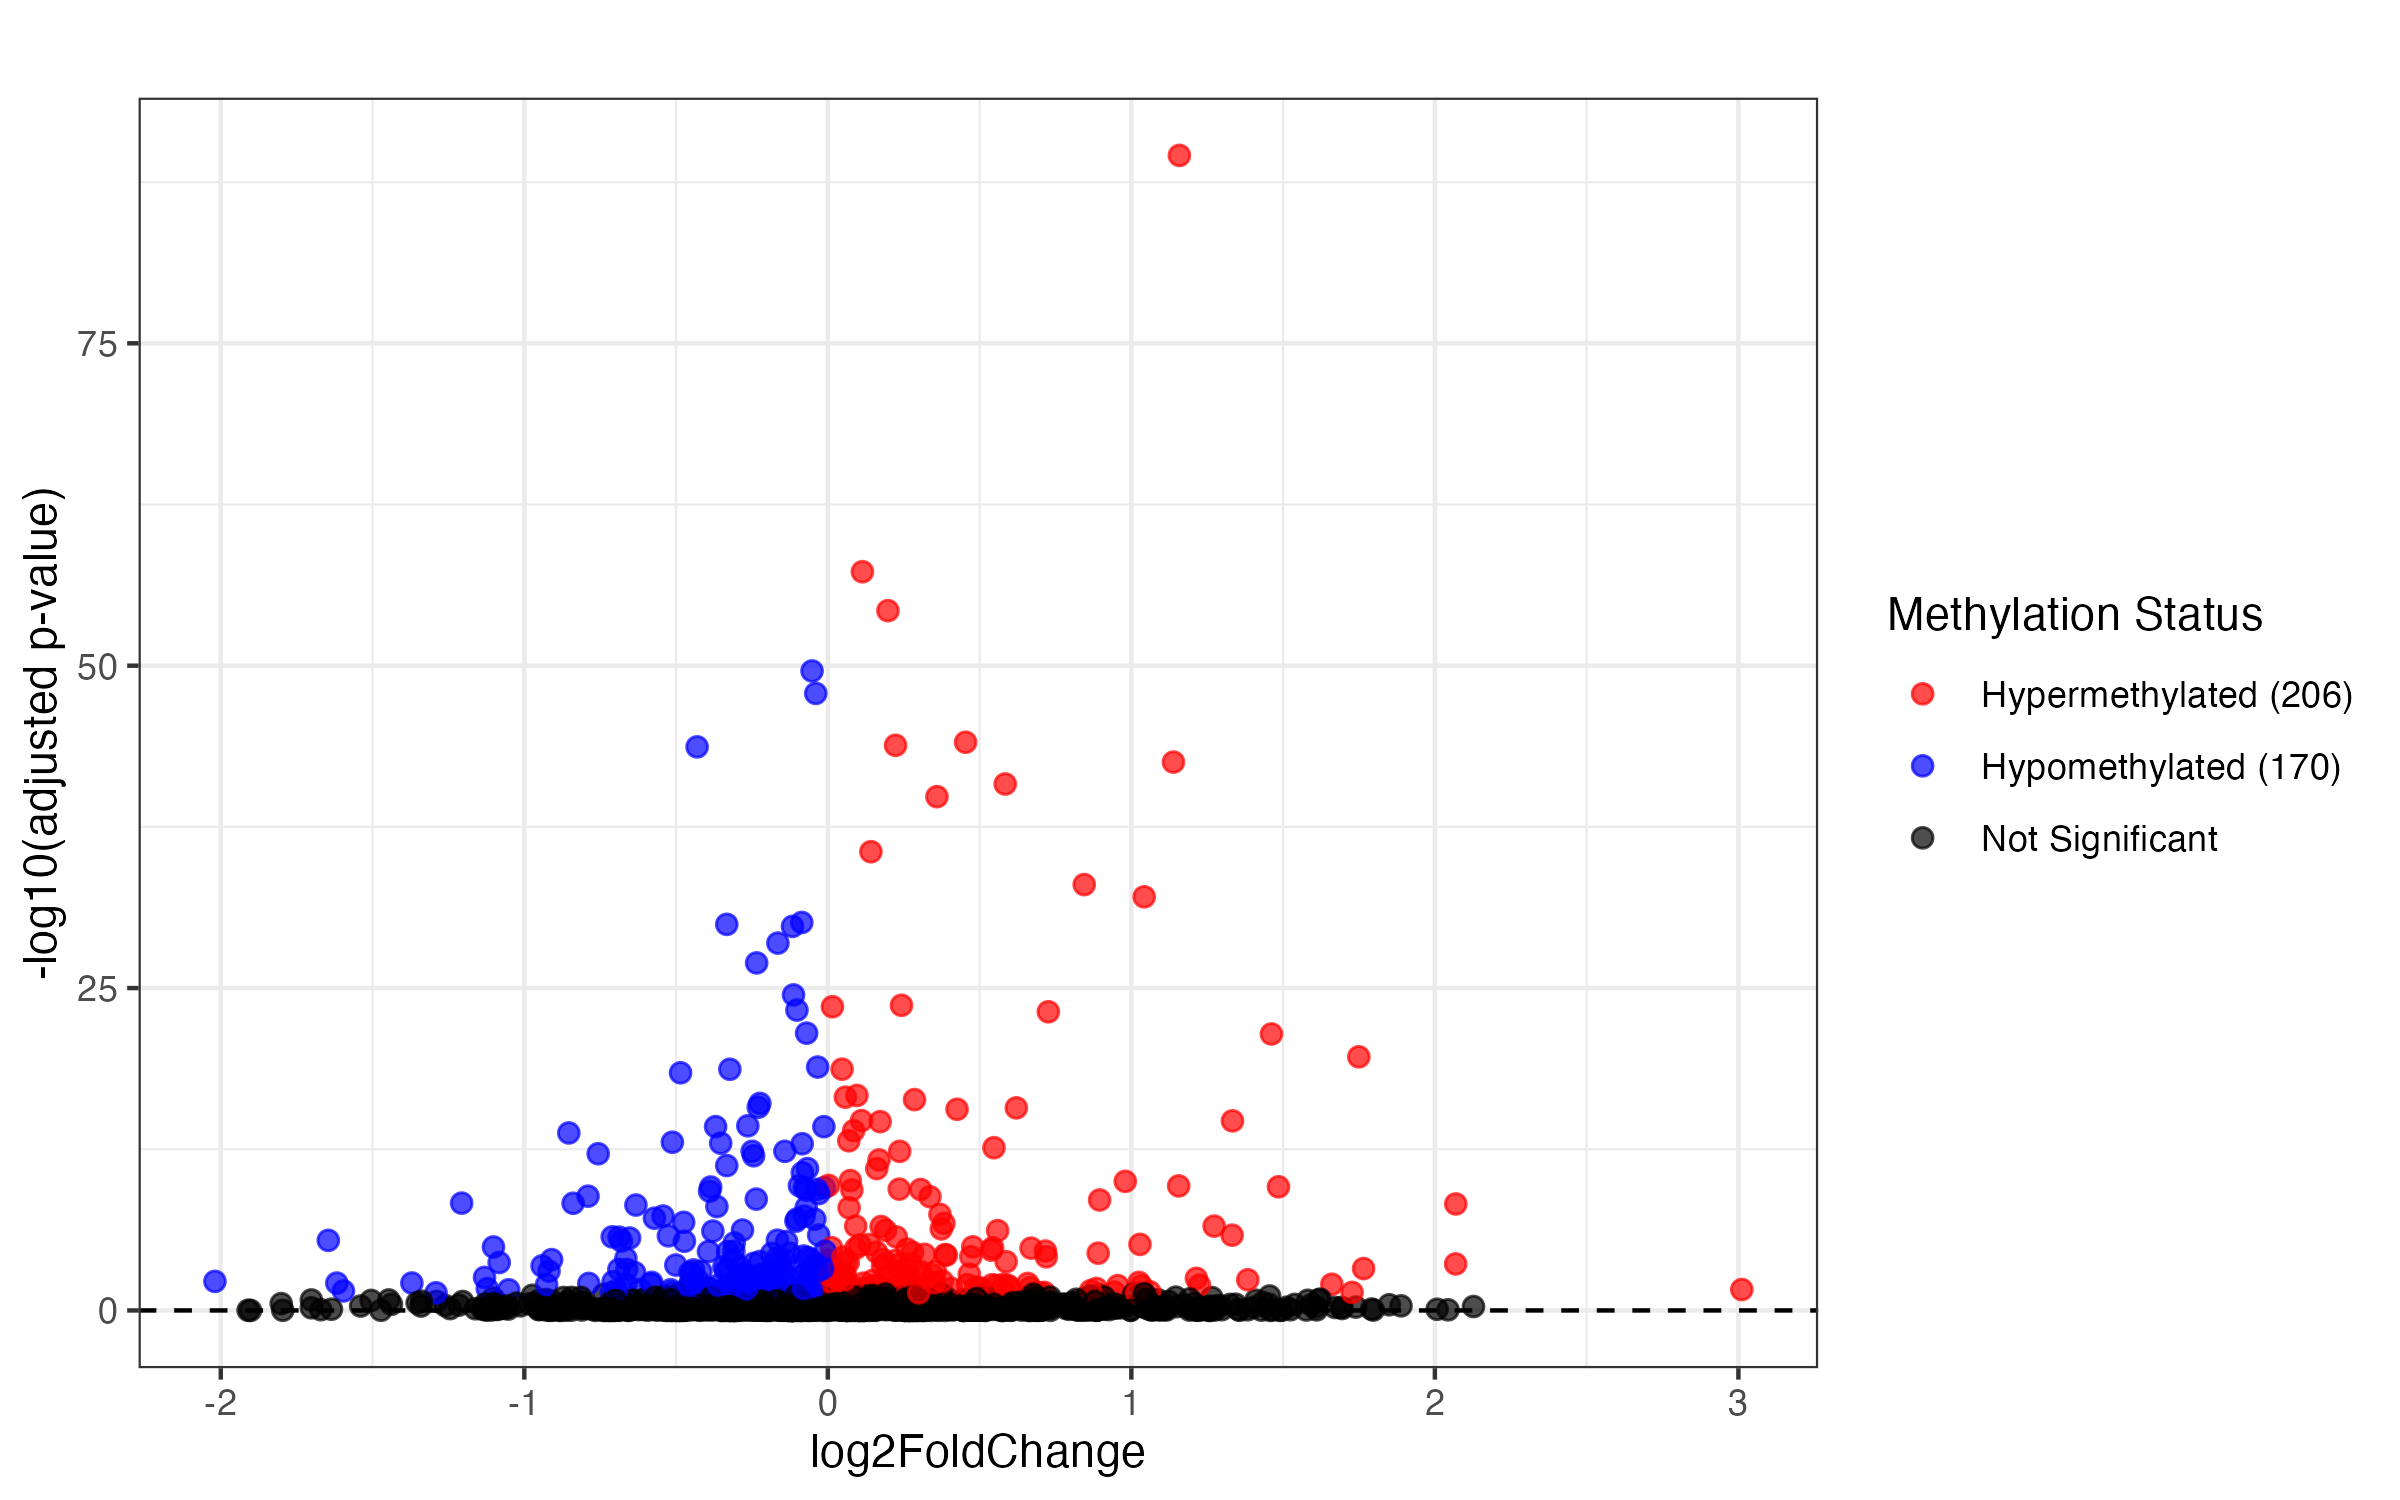 75
50
25
0
-log10(adjusted p-value)
-2
-1
0
1
2
3
log2FoldChange
Methylation Status
Hypermethylated (206)
Hypomethylated (170)
Not Significant